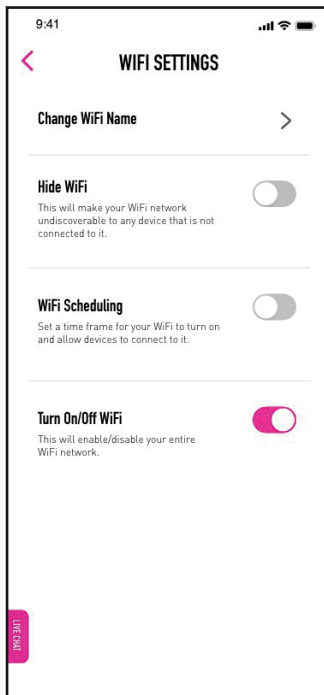 9:41
WIFI SETTINGS
Change WiFi Name
Hide WiFi
This will make your WiFi network
undiscoverable to any device that is not
connected to it.
WiFi Scheduling
Set a time frame for your WiFi to turn on
and allow devices to connect to it.
Turn On/Off WiFi
This will enable/disable your entire
WiFi network.
LIVE CHAT